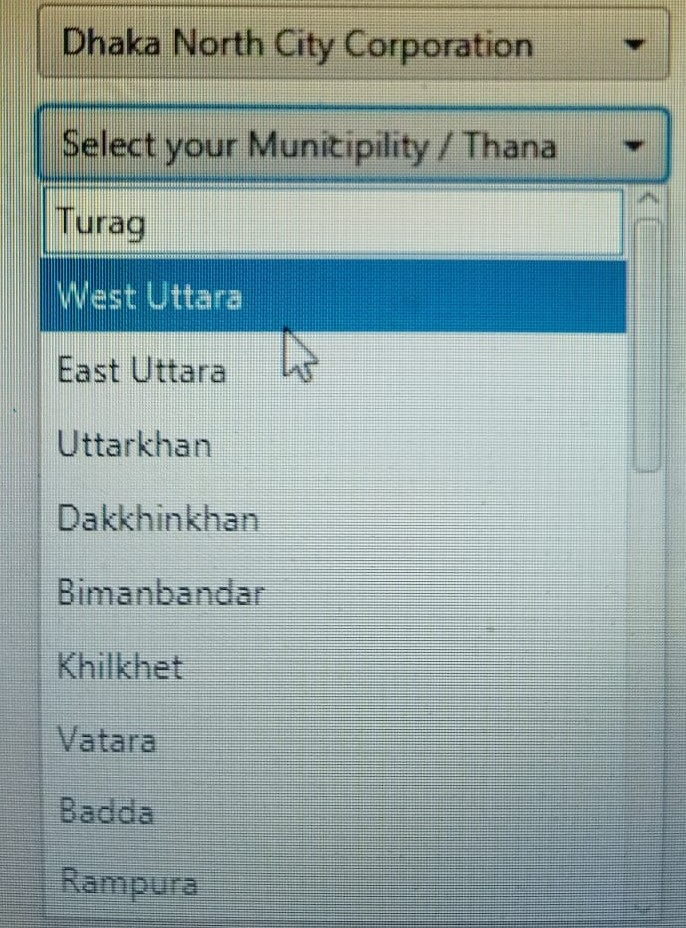 Dhaka North City Corporation
Select your Municipility / Thana
Turag
West Uttara
East Uttara
Uttarkhan
Dakkhinkhan
Bimanbandar
Khilkhet
Vatara
Badda
Rampura